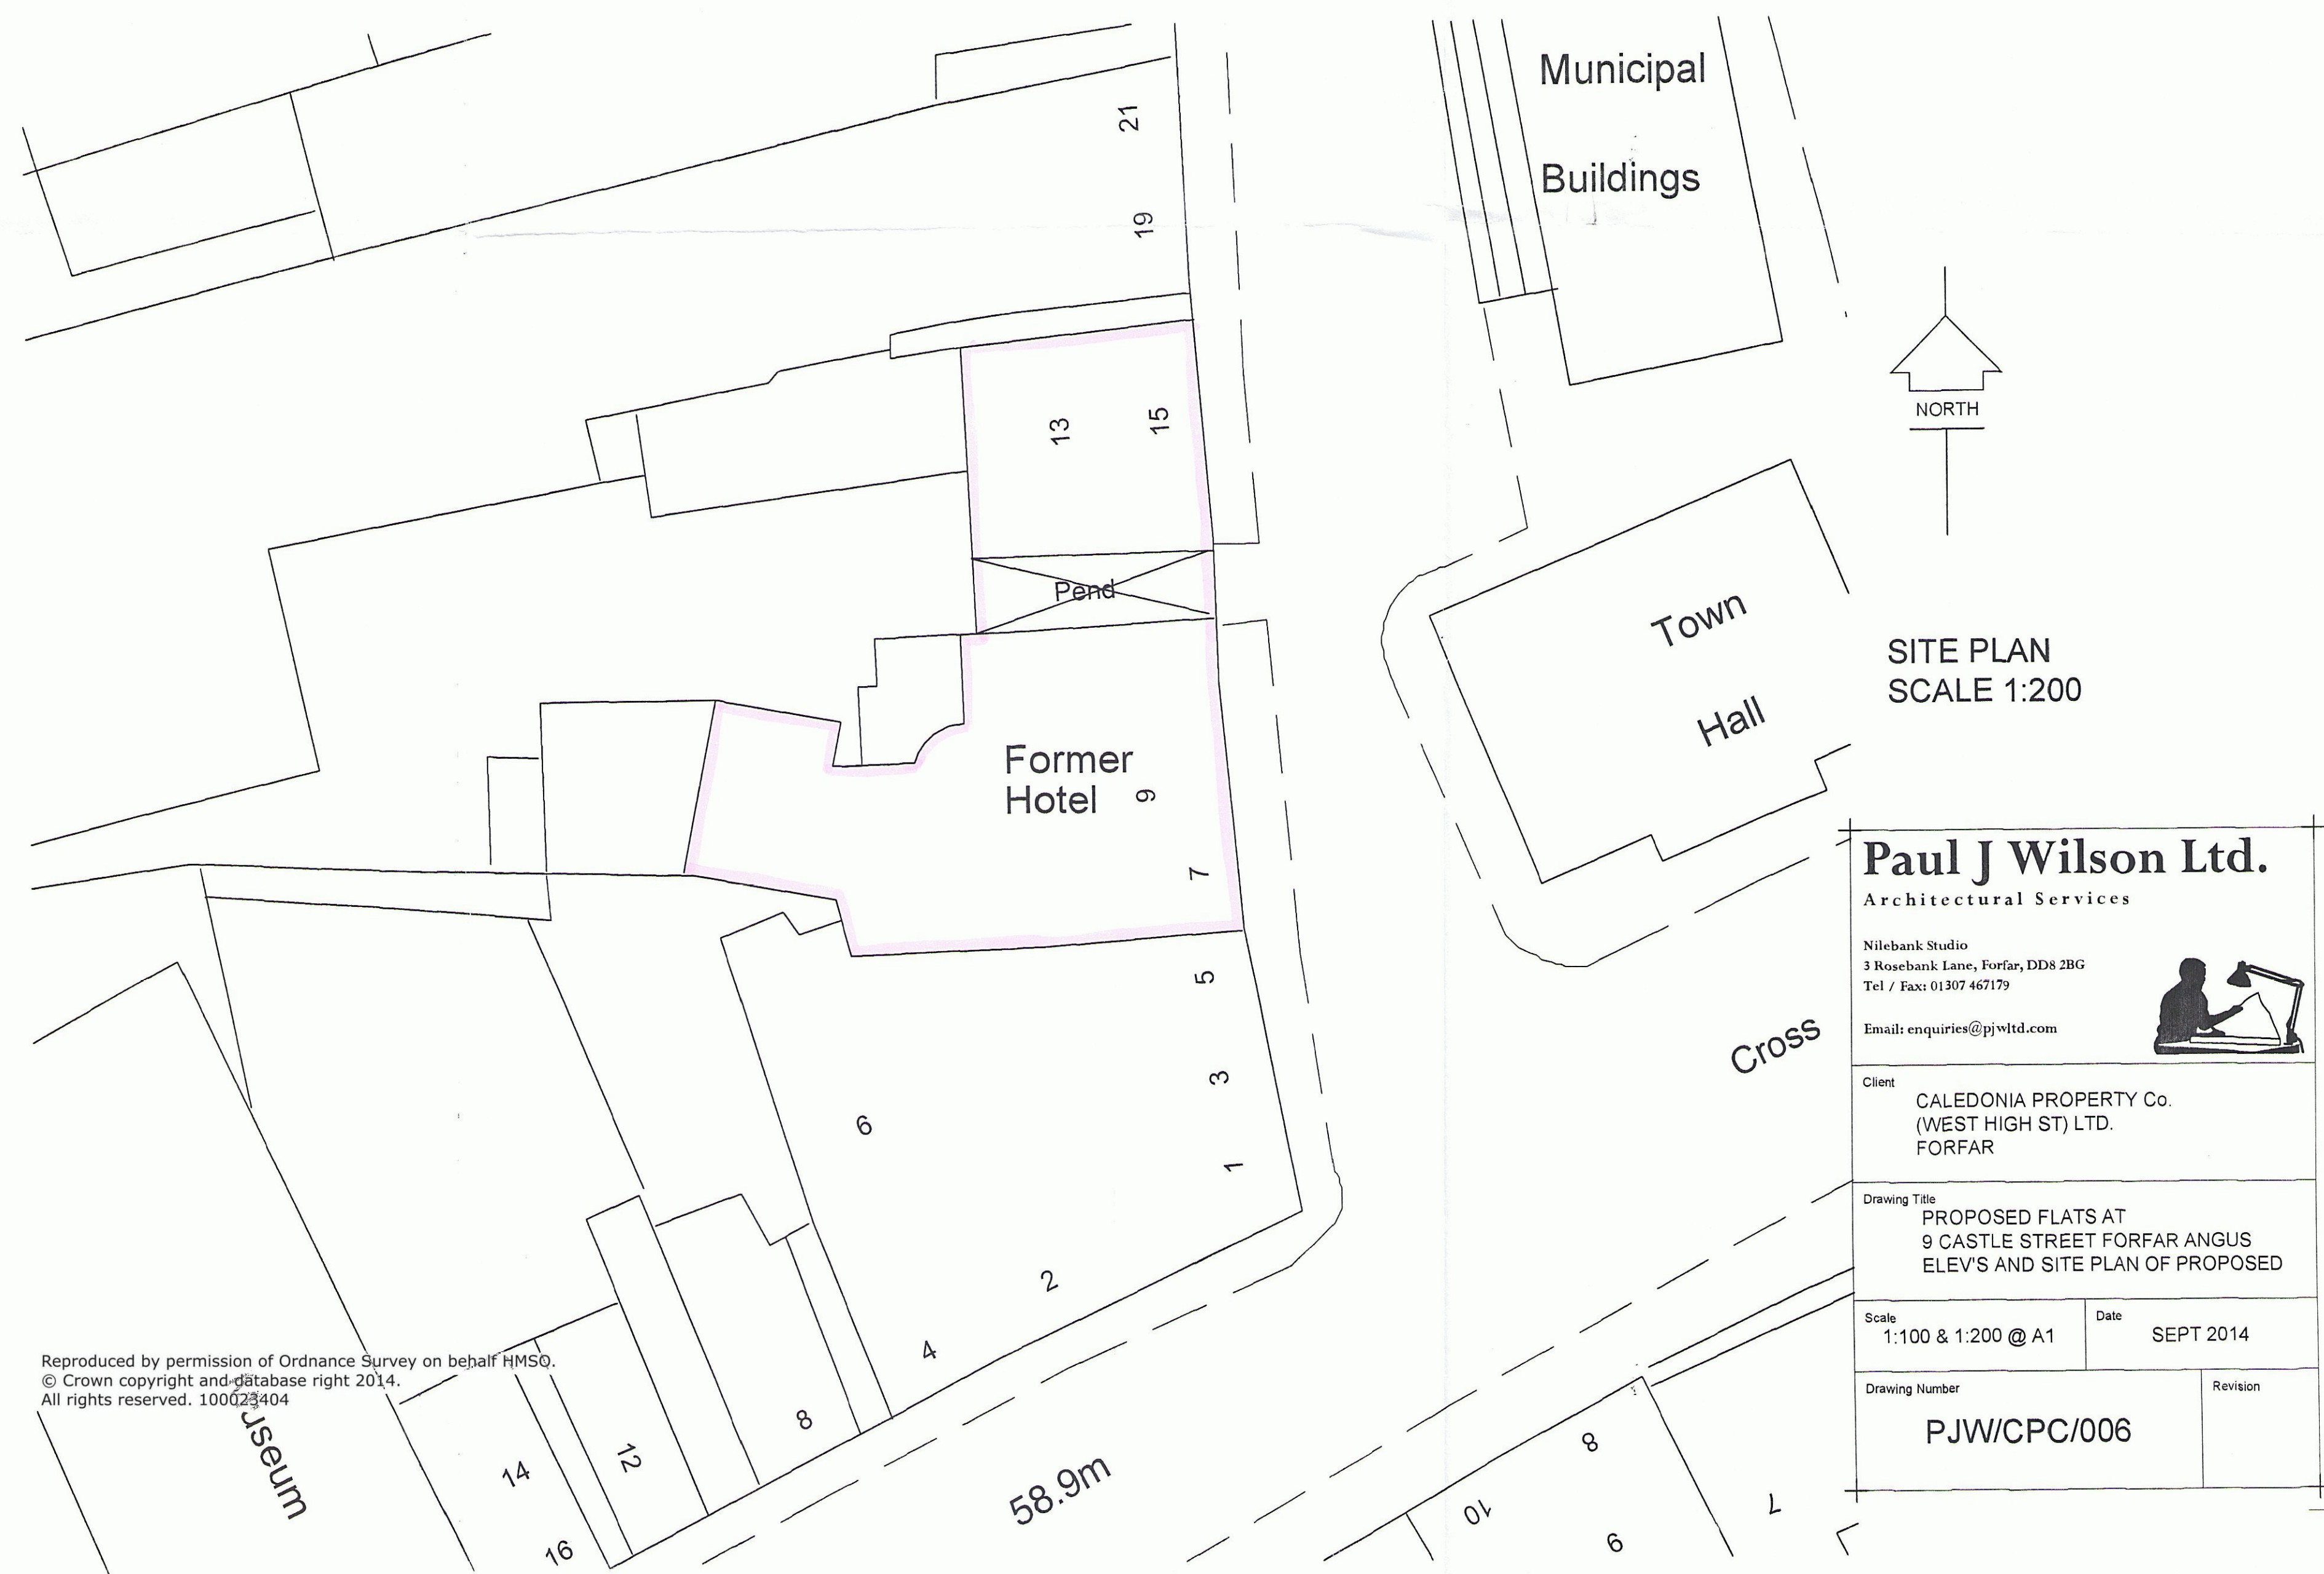 Municipal
Buildings
21
19
13
15
NORTH
Pend
Town
Hall
SITE PLAN
SCALE 1:200
Former
Hotel
9
7
5
3
1
6
2
4
8
12
14
16
58.9m
Cross
8
10
6
7
Reproduced by permission of Ordnance Survey on behalf HMSO.
© Crown copyright and database right 2014.
All rights reserved. 100023404
useum
Paul J Wilson Ltd.
Architectural Services
Nilebank Studio
3 Rosebank Lane, Forfar, DD8 2BG
Tel / Fax: 01307 467179
Email: enquiries@pjwltd.com
Client
CALEDONIA PROPERTY Co.
(WEST HIGH ST) LTD.
FORFAR
Drawing Title
PROPOSED FLATS AT
9 CASTLE STREET FORFAR ANGUS
ELEV'S AND SITE PLAN OF PROPOSED
Scale
1:100 & 1:200 @ A1
Date
SEPT 2014
Drawing Number
PJW/CPC/006
Revision